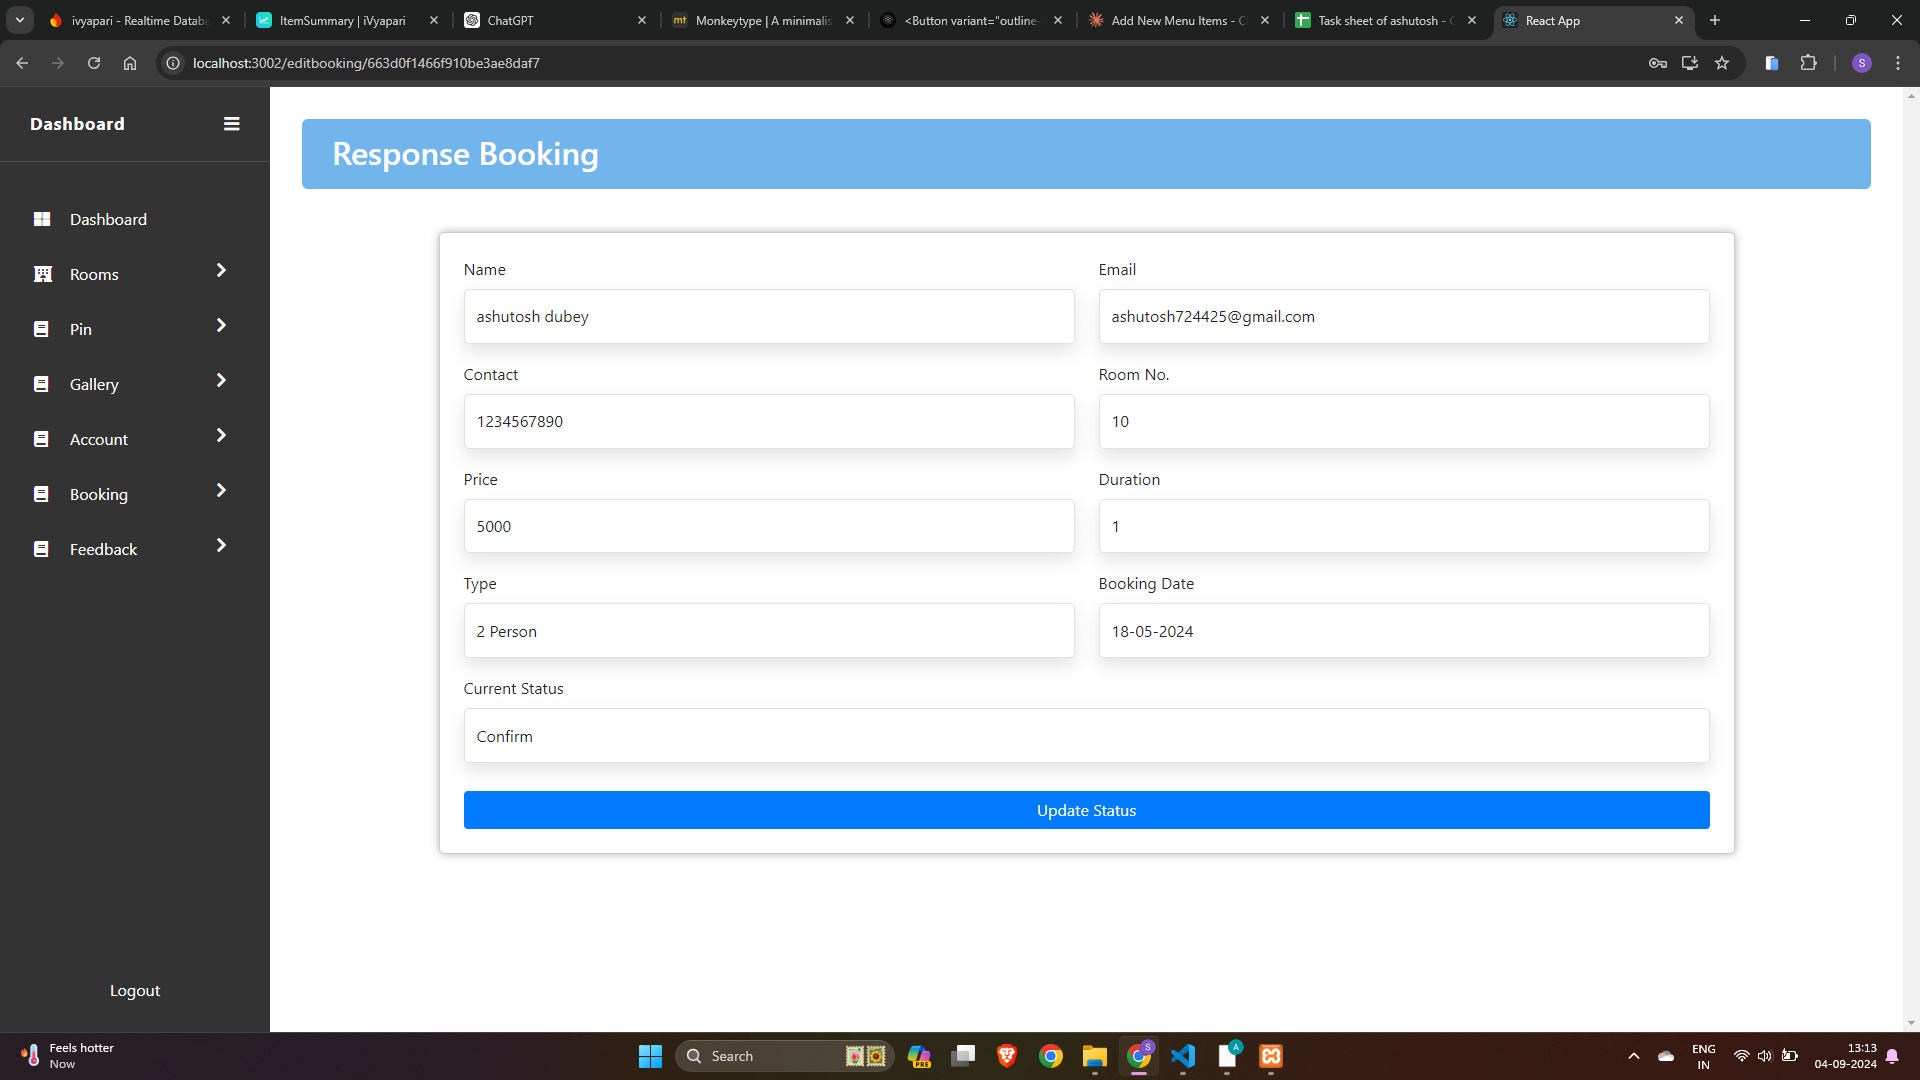 ivyapari - Realtime Databa
ItemSummary | iVyapari
ChatGPT
Monkeytype | A minimalis
<Button variant="outline-
Add New Menu Items - Cl
Task sheet of ashutosh - G
React App
localhost:3002/editbooking/663d0f1466f910be3ae8daf7
S
Dashboard
Response Booking
Dashboard
Rooms
Pin
Gallery
Account
Booking
Feedback
Logout
Name
Email
ashutosh dubey
ashutosh724425@gmail.com
Contact
Room No.
1234567890
10
Price
Duration
5000
1
Type
Booking Date
2 Person
18-05-2024
Current Status
Confirm
Update Status
Feels hotter
Now
Search
PRE
S
A
ENG
IN
13:13
04-09-2024